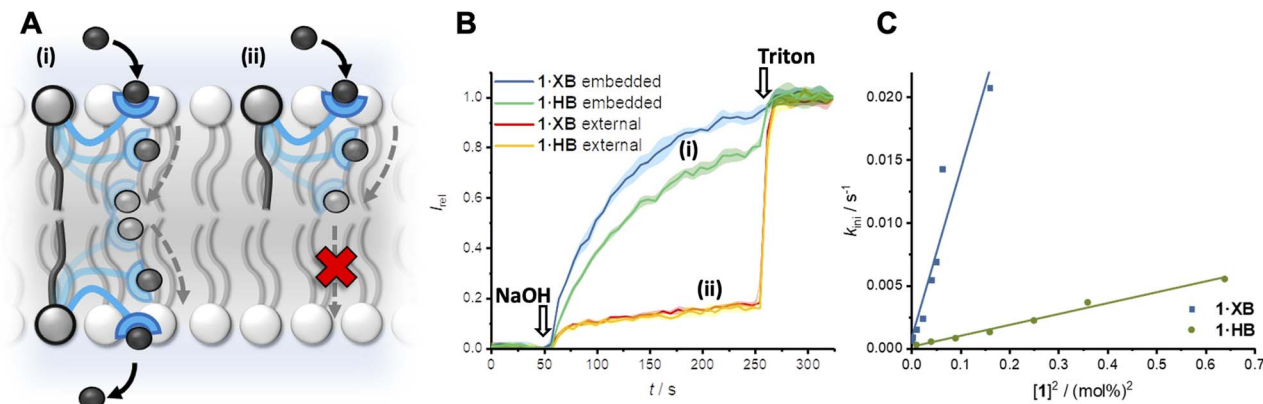 A
(i)
(ii)
B
Triton
1·XB embedded
1·HB embedded
1·XB external
1·HB external
(i)
NaOH
(ii)
I rel
1.0
0.8
0.6
0.4
0.2
0.0
0
50
100
150
200
250
300
t / s
C
k ini / s⁻¹
0.020
0.015
0.010
0.005
0.000
1·XB
1·HB
0.0
0.1
0.2
0.3
0.4
0.5
0.6
0.7
[1]² / (mol%)²